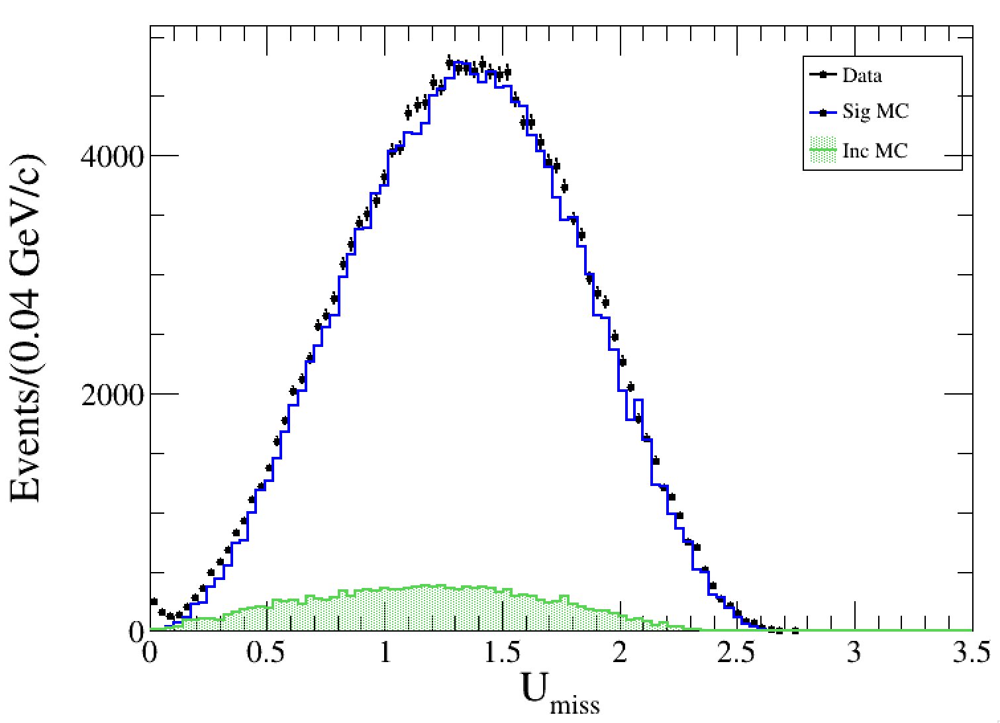 Data
Sig MC
Inc MC
Events/(0.04 GeV/c)
4000
2000
0
0 0.5 1 1.5 2 2.5 3 3.5
U_miss